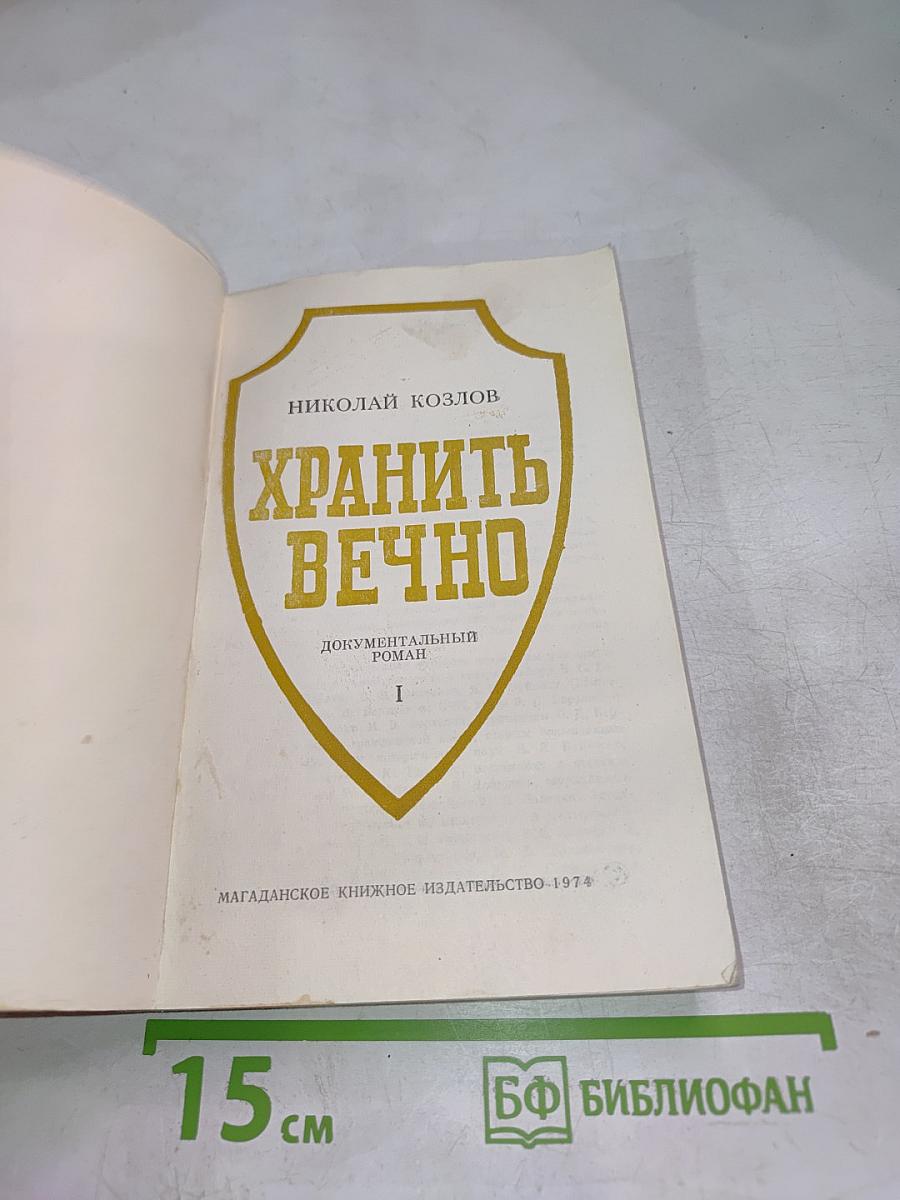 НИКОЛАЙ КОЗЛОВ
ХРАНИТЬ
ВЕЧНО
ДОКУМЕНТАЛЬНЫЙ
РОМАН
I
МАГАДАНСКОЕ КНИЖНОЕ ИЗДАТЕЛЬСТВО 1974
15 см
БФ БИБЛИОФАН